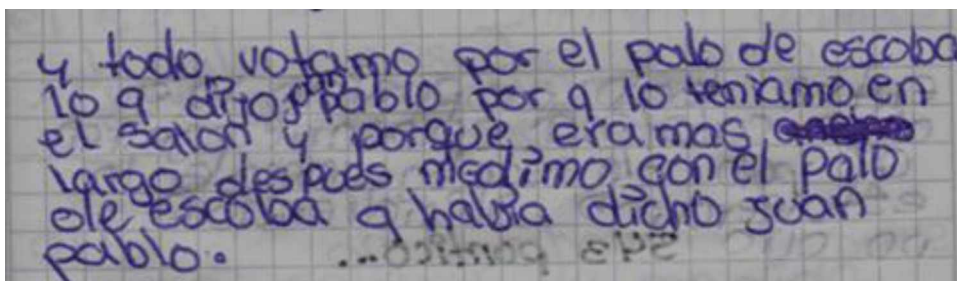 y todo votamo por el palo de escoba
lo q dijo juan pablo por q lo teniamo en
el salon y porque era mas
largo despues medimo con el palo
de escoba q habia dicho juan
pablo.